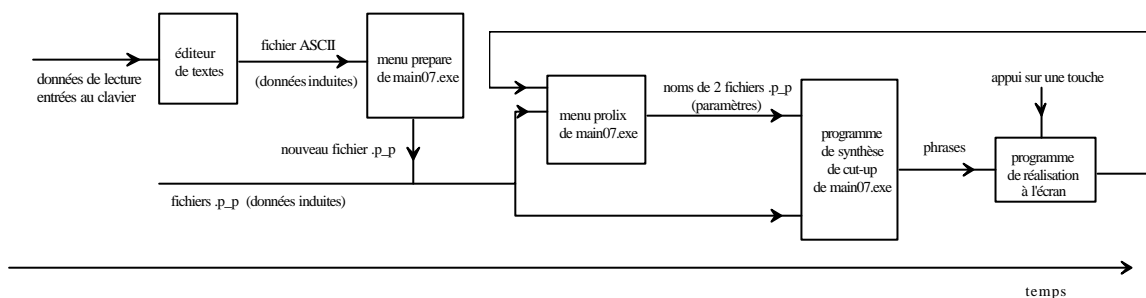 données de lecture
entrées au clavier
éditeur
de textes
fichier ASCII
(données induites)
menu prepare
de main07.exe
nouveau fichier .p_p
fichiers .p_p (données induites)
menu prolix
de main07.exe
noms de 2 fichiers .p_p
(paramètres)
programme
de synthèse
de cut-up
de main07.exe
phrases
appui sur une touche
programme
de réalisation
à l'écran
temps